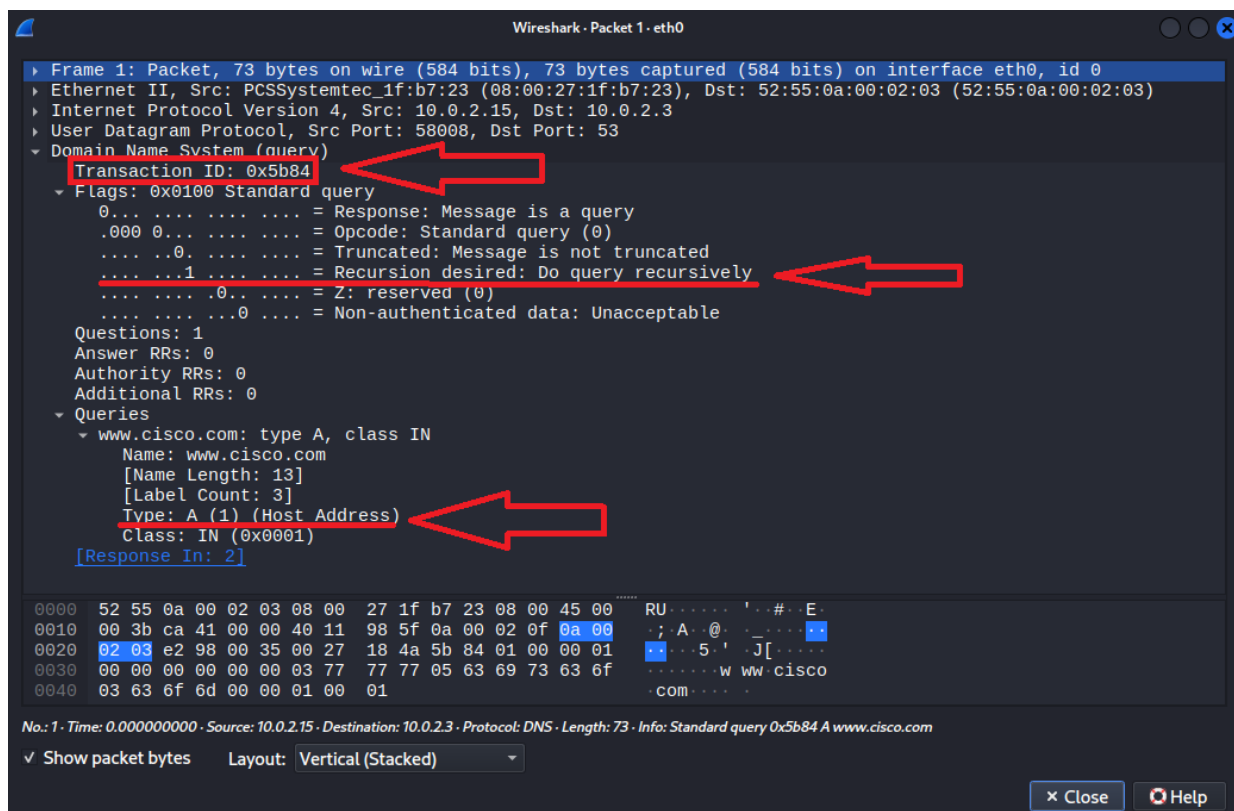 Wireshark · Packet 1 · eth0
Frame 1: Packet, 73 bytes on wire (584 bits), 73 bytes captured (584 bits) on interface eth0, id 0
Ethernet II, Src: PCSSystemtec_1f:b7:23 (08:00:27:1f:b7:23), Dst: 52:55:0a:00:02:03 (52:55:0a:00:02:03)
Internet Protocol Version 4, Src: 10.0.2.15, Dst: 10.0.2.3
User Datagram Protocol, Src Port: 58008, Dst Port: 53
Domain Name System (query)
Transaction ID: 0x5b84
Flags: 0x0100 Standard query
0... .... .... .... = Response: Message is a query
.000 0... .... .... = Opcode: Standard query (0)
.... ..0. .... .... = Truncated: Message is not truncated
.... ...1 .... .... = Recursion desired: Do query recursively
.... .... .0.. .... = Z: reserved (0)
.... .... ...0 .... = Non-authenticated data: Unacceptable
Questions: 1
Answer RRs: 0
Authority RRs: 0
Additional RRs: 0
Queries
www.cisco.com: type A, class IN
Name: www.cisco.com
[Name Length: 13]
[Label Count: 3]
Type: A (1) (Host Address)
Class: IN (0x0001)
[Response In: 2]
0000 52 55 0a 00 02 03 08 00 27 1f b7 23 08 00 45 00 RU······ '··#··E·
0010 00 3b ca 41 00 00 40 11 98 5f 0a 00 02 0f 0a 00 ·;·A··@· ·_······
0020 02 03 e2 98 00 35 00 27 18 4a 5b 84 01 00 00 01 ·····5·' ·J[·····
0030 00 00 00 00 00 00 03 77 77 77 05 63 69 73 63 6f ·······w ww·cisco
0040 03 63 6f 6d 00 00 01 00 01 ·com···· ·
No.: 1 · Time: 0.000000000 · Source: 10.0.2.15 · Destination: 10.0.2.3 · Protocol: DNS · Length: 73 · Info: Standard query 0x5b84 A www.cisco.com
Show packet bytes Layout: Vertical (Stacked)
Close Help